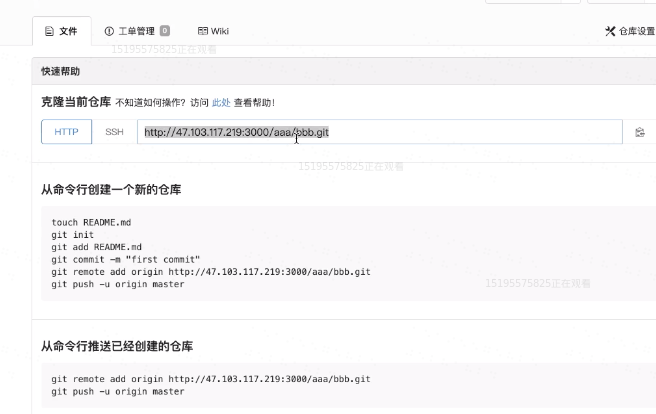 文件 工单管理 0 Wiki 仓库设置
15195575825正在观看
快速帮助
克隆当前仓库 不知道如何操作？访问 此处 查看帮助！
HTTP SSH http://47.103.117.219:3000/aaa/bbb.git
15195575825正在观看
从命令行创建一个新的仓库
touch README.md
git init
git add README.md
git commit -m "first commit"
git remote add origin http://47.103.117.219:3000/aaa/bbb.git
git push -u origin master
15195575825正在观看
从命令行推送已经创建的仓库
git remote add origin http://47.103.117.219:3000/aaa/bbb.git
git push -u origin master